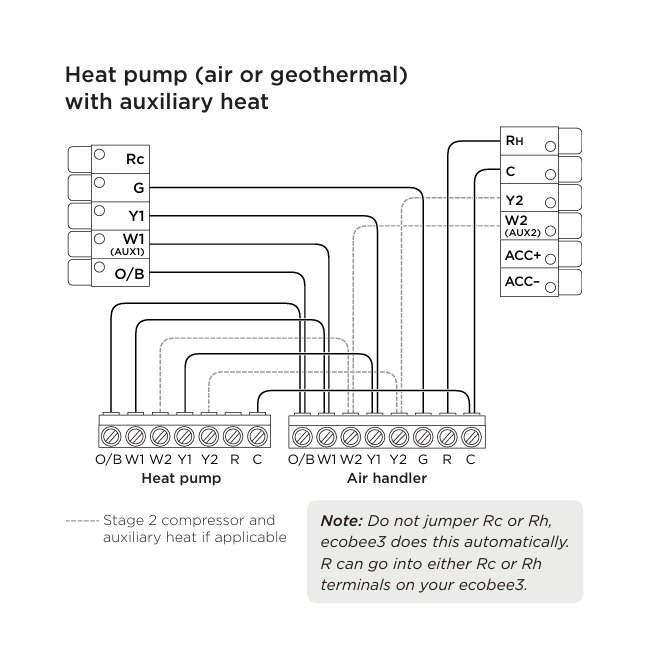 Heat pump (air or geothermal)
with auxiliary heat
Rc
G
Y1
W1
(AUX1)
O/B
RH
C
Y2
W2
(AUX2)
ACC+
ACC–
O/B W1 W2 Y1 Y2 R C
Heat pump
O/B W1 W2 Y1 Y2 G R C
Air handler
Stage 2 compressor and
auxiliary heat if applicable
Note: Do not jumper Rc or Rh,
ecobee3 does this automatically.
R can go into either Rc or Rh
terminals on your ecobee3.